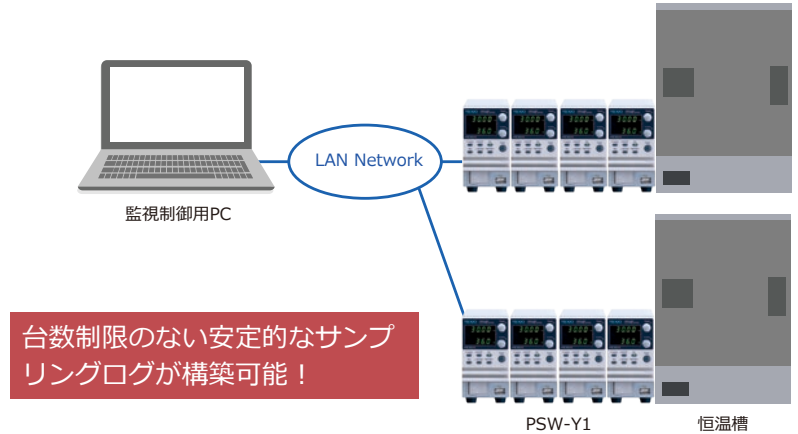 LAN Network
監視制御用PC
台数制限のない安定的なサンプ
リングログが構築可能！
PSW-Y1
恒温槽